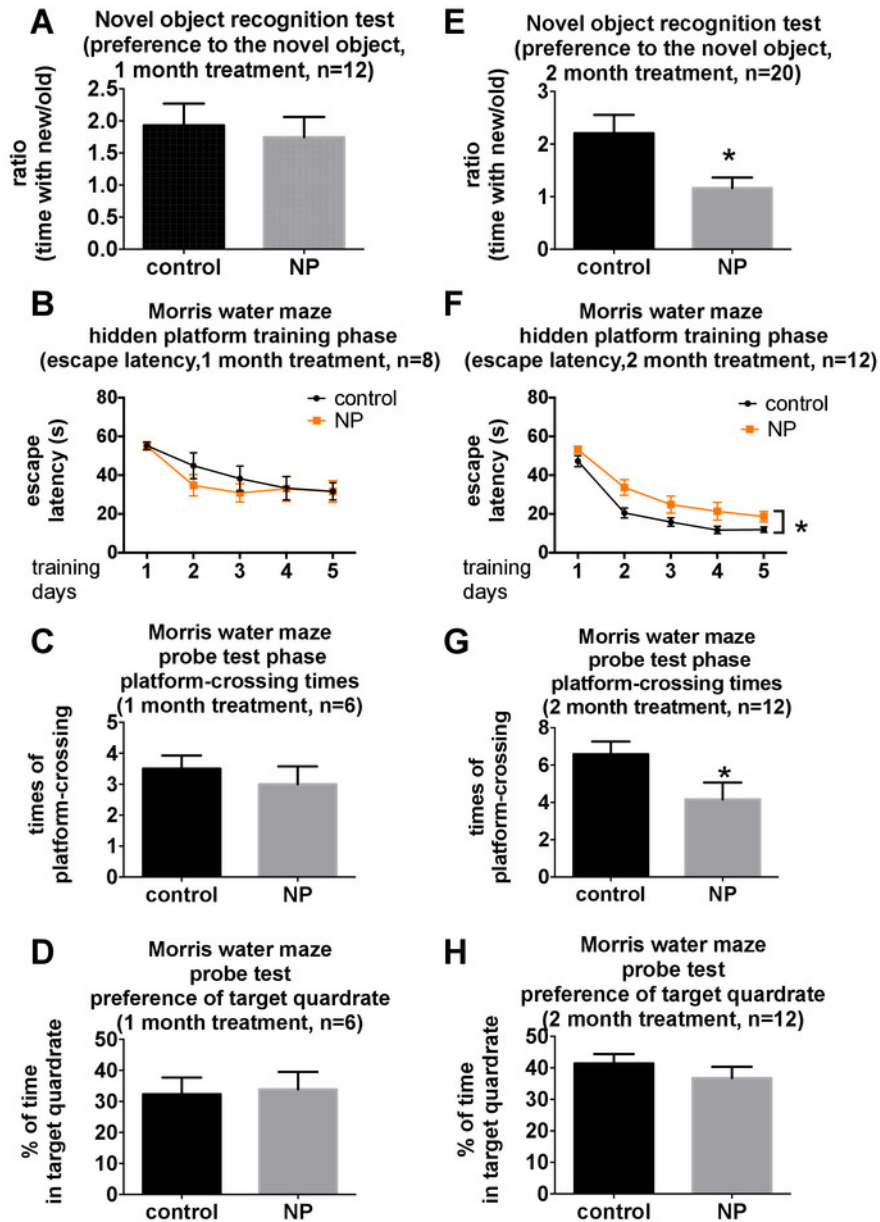 A
Novel object recognition test
(preference to the novel object,
1 month treatment, n=12)
ratio
(time with new/old)
2.5
2.0
1.5
1.0
0.5
0.0
control
NP
B
Morris water maze
hidden platform training phase
(escape latency,1 month treatment, n=8)
escape
latency (s)
80
60
40
20
0
control
NP
training
days
1 2 3 4 5
C
Morris water maze
probe test phase
platform-crossing times
(1 month treatment, n=6)
times of
platform-crossing
5
4
3
2
1
0
control
NP
D
Morris water maze
probe test
preference of target quardrate
(1 month treatment, n=6)
% of time
in target quardrate
50
40
30
20
10
0
control
NP
E
Novel object recognition test
(preference to the novel object,
2 month treatment, n=20)
ratio
(time with new/old)
3
2
1
0
*
control
NP
F
Morris water maze
hidden platform training phase
(escape latency,2 month treatment, n=12)
escape
latency (s)
80
60
40
20
0
control
NP
*
training
days
1 2 3 4 5
G
Morris water maze
probe test phase
platform-crossing times
(2 month treatment, n=12)
times of
platform-crossing
8
6
4
2
0
*
control
NP
H
Morris water maze
probe test
preference of target quardrate
(2 month treatment, n=12)
% of time
in target quardrate
50
40
30
20
10
0
control
NP